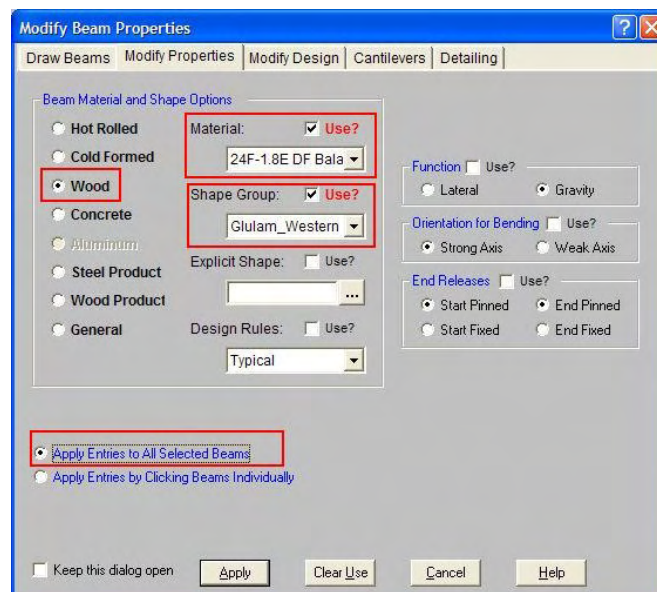 Modify Beam Properties
Draw Beams Modify Properties Modify Design Cantilevers Detailing
Beam Material and Shape Options
Hot Rolled
Cold Formed
Wood
Concrete
Aluminum
Steel Product
Wood Product
General
Material: Use?
24F-1.8E DF Bala
Shape Group: Use?
Glulam_Western
Explicit Shape: Use?
...
Design Rules: Use?
Typical
Function Use?
Lateral Gravity
Orientation for Bending Use?
Strong Axis Weak Axis
End Releases Use?
Start Pinned End Pinned
Start Fixed End Fixed
Apply Entries to All Selected Beams
Apply Entries by Clicking Beams Individually
Keep this dialog open Apply Clear Use Cancel Help